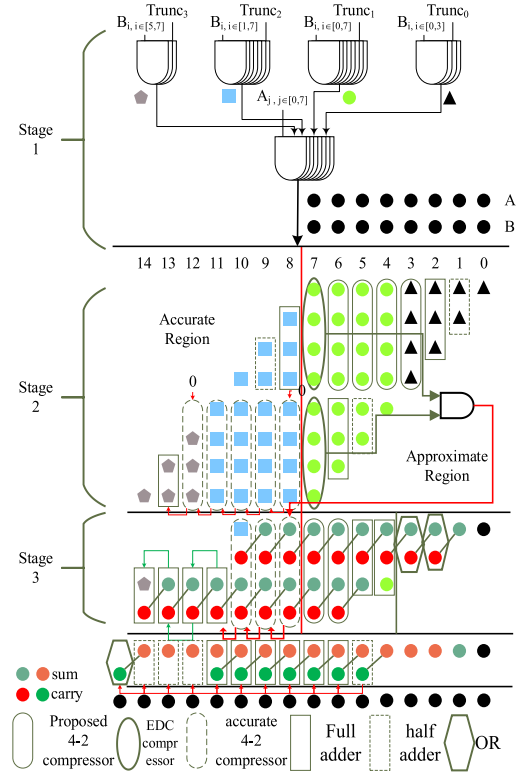 Trunc3 Trunc2 Trunc1 Trunc0
Bi, i∈[5,7] Bi, i∈[1,7] Bi, i∈[0,7] Bi, i∈[0,3]
Aj , j∈[0,7]
Stage
1
A
B
14 13 12 11 10 9 8 7 6 5 4 3 2 1 0
Accurate
Region
0 0
Stage
2
Approximate
Region
Stage
3
sum
carry
Proposed
4-2
compressor
EDC
compr
essor
accurate
4-2
compressor
Full
adder
half
adder
OR